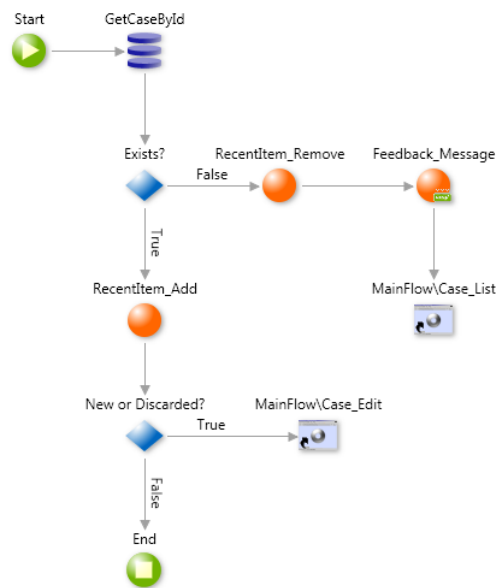 Start
GetCaseById
Exists?
RecentItem_Remove
Feedback_Message
False
True
RecentItem_Add
MainFlow\Case_List
New or Discarded?
MainFlow\Case_Edit
True
False
End